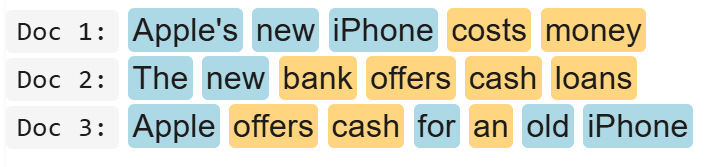 Doc 1: Apple's new iPhone costs money
Doc 2: The new bank offers cash loans
Doc 3: Apple offers cash for an old iPhone